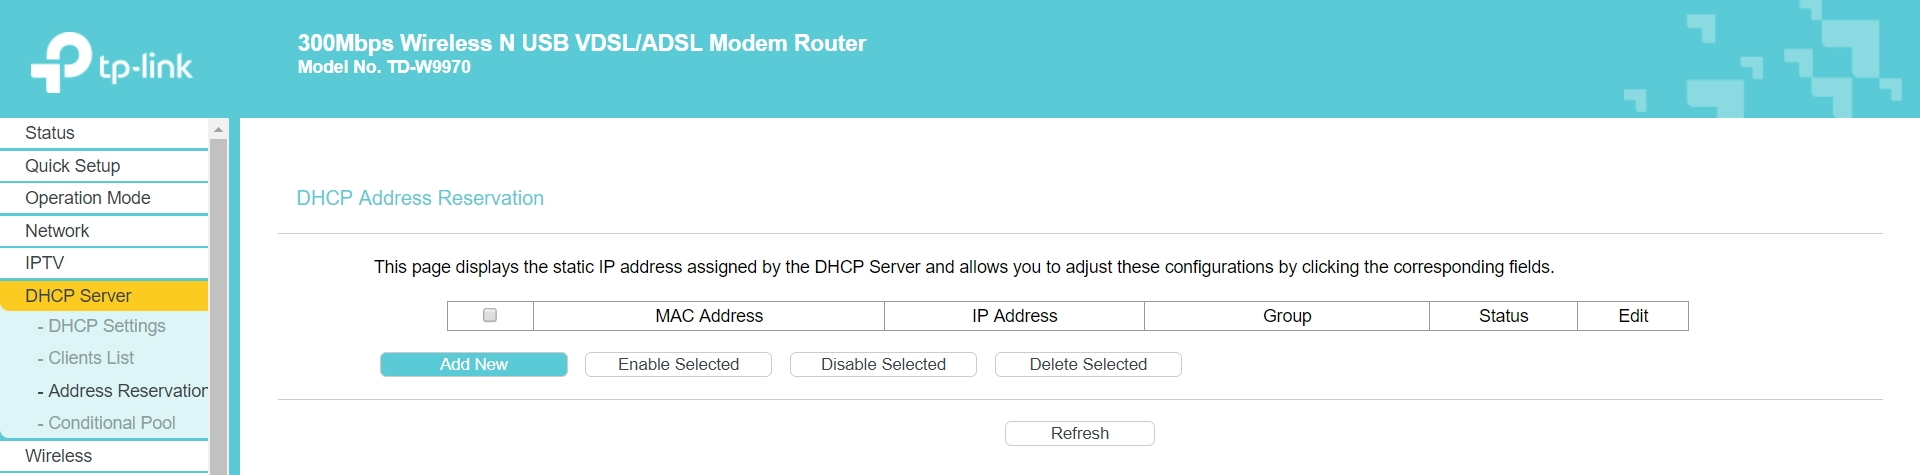 tp-link
300Mbps Wireless N USB VDSL/ADSL Modem Router
Model No. TD-W9970
Status
Quick Setup
Operation Mode
Network
IPTV
DHCP Server
- DHCP Settings
- Clients List
- Address Reservation
- Conditional Pool
Wireless
DHCP Address Reservation
This page displays the static IP address assigned by the DHCP Server and allows you to adjust these configurations by clicking the corresponding fields.
MAC Address IP Address Group Status Edit
Add New Enable Selected Disable Selected Delete Selected
Refresh